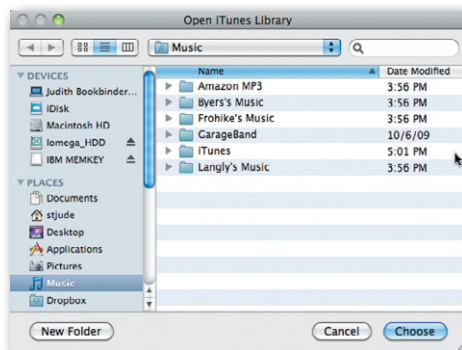 Open iTunes Library
Music
Name Date Modified
DEVICES
Judith Bookbinder...
iDisk
Macintosh HD
Iomega_HDD
IBM MEMKEY
PLACES
Documents
stjude
Desktop
Applications
Pictures
Music
Dropbox
Amazon MP3 3:56 PM
Byers's Music 3:56 PM
Frohike's Music 3:56 PM
GarageBand 10/6/09
iTunes 5:01 PM
Langly's Music 3:56 PM
New Folder
Cancel
Choose